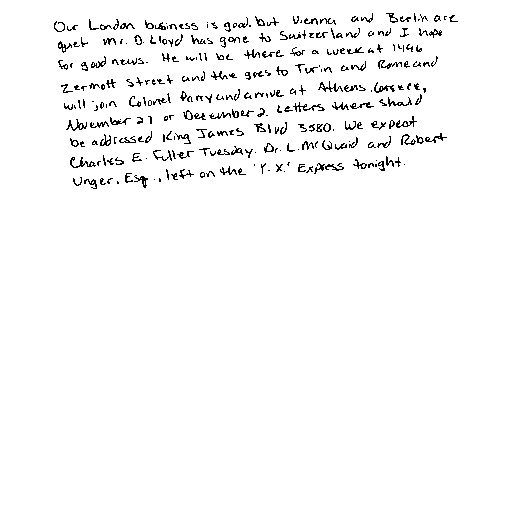 Our London business is good, but Vienna and Berlin are
quiet. Mr. D. Lloyd has gone to Switzerland and I hope
for good news. He will be there for a week at 1496
Zermott Street and the goes to Turin and Rome and
will join Colonel Parry and arrive at Athens, Greece,
November 27 or December 2. Letters there should
be addressed King James Blvd 3580. We expect
Charles E. Fuller Tuesday. Dr. L. McQuaid and Robert
Unger, Esq., left on the 'Y.X.' Express tonight.